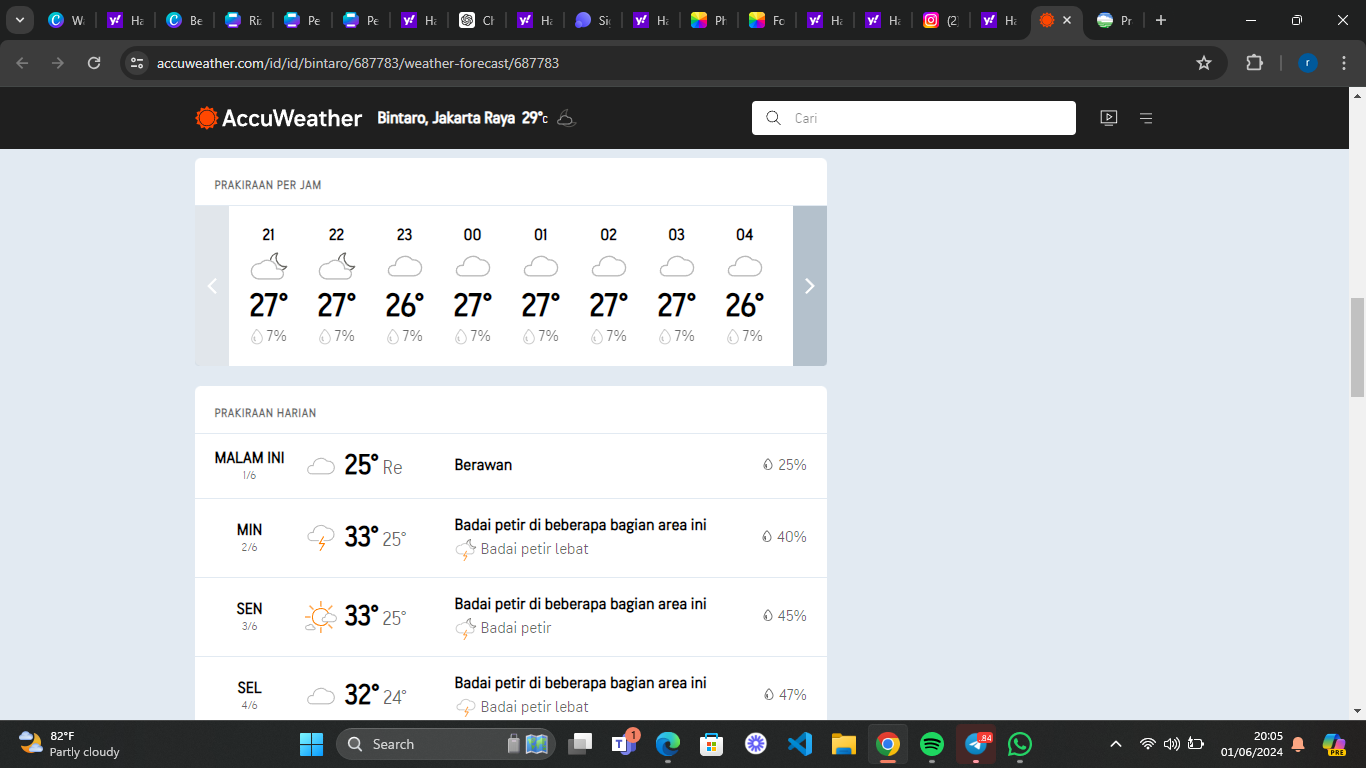 W
Ha
Be
Ri
Pe
Pe
Ha
Ch
Ha
Si
Ha
Ph
Fo
Ha
Ha
(2
Ha
Pr
accuweather.com/id/id/bintaro/687783/weather-forecast/687783
r
AccuWeather Bintaro, Jakarta Raya 29°c
Cari
PRAKIRAAN PER JAM
21 22 23 00 01 02 03 04
27° 27° 26° 27° 27° 27° 27° 26°
7% 7% 7% 7% 7% 7% 7% 7%
PRAKIRAAN HARIAN
MALAM INI
1/6
25° Re
Berawan
25%
MIN
2/6
33° 25°
Badai petir di beberapa bagian area ini
Badai petir lebat
40%
SEN
3/6
33° 25°
Badai petir di beberapa bagian area ini
Badai petir
45%
SEL
4/6
32° 24°
Badai petir di beberapa bagian area ini
Badai petir lebat
47%
82°F
Partly cloudy
Search
1
84
20:05
01/06/2024
PRE